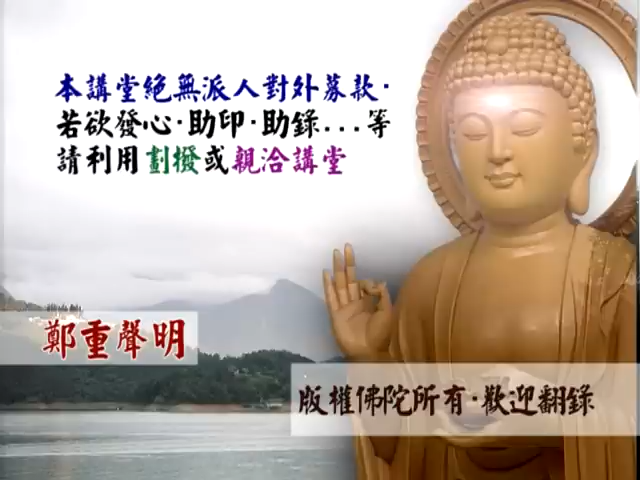 本講堂絕無派人對外募款·
若欲發心·助印·助錄...等
請利用劃撥或親洽講堂
鄭重聲明
版權佛陀所有·歡迎翻錄